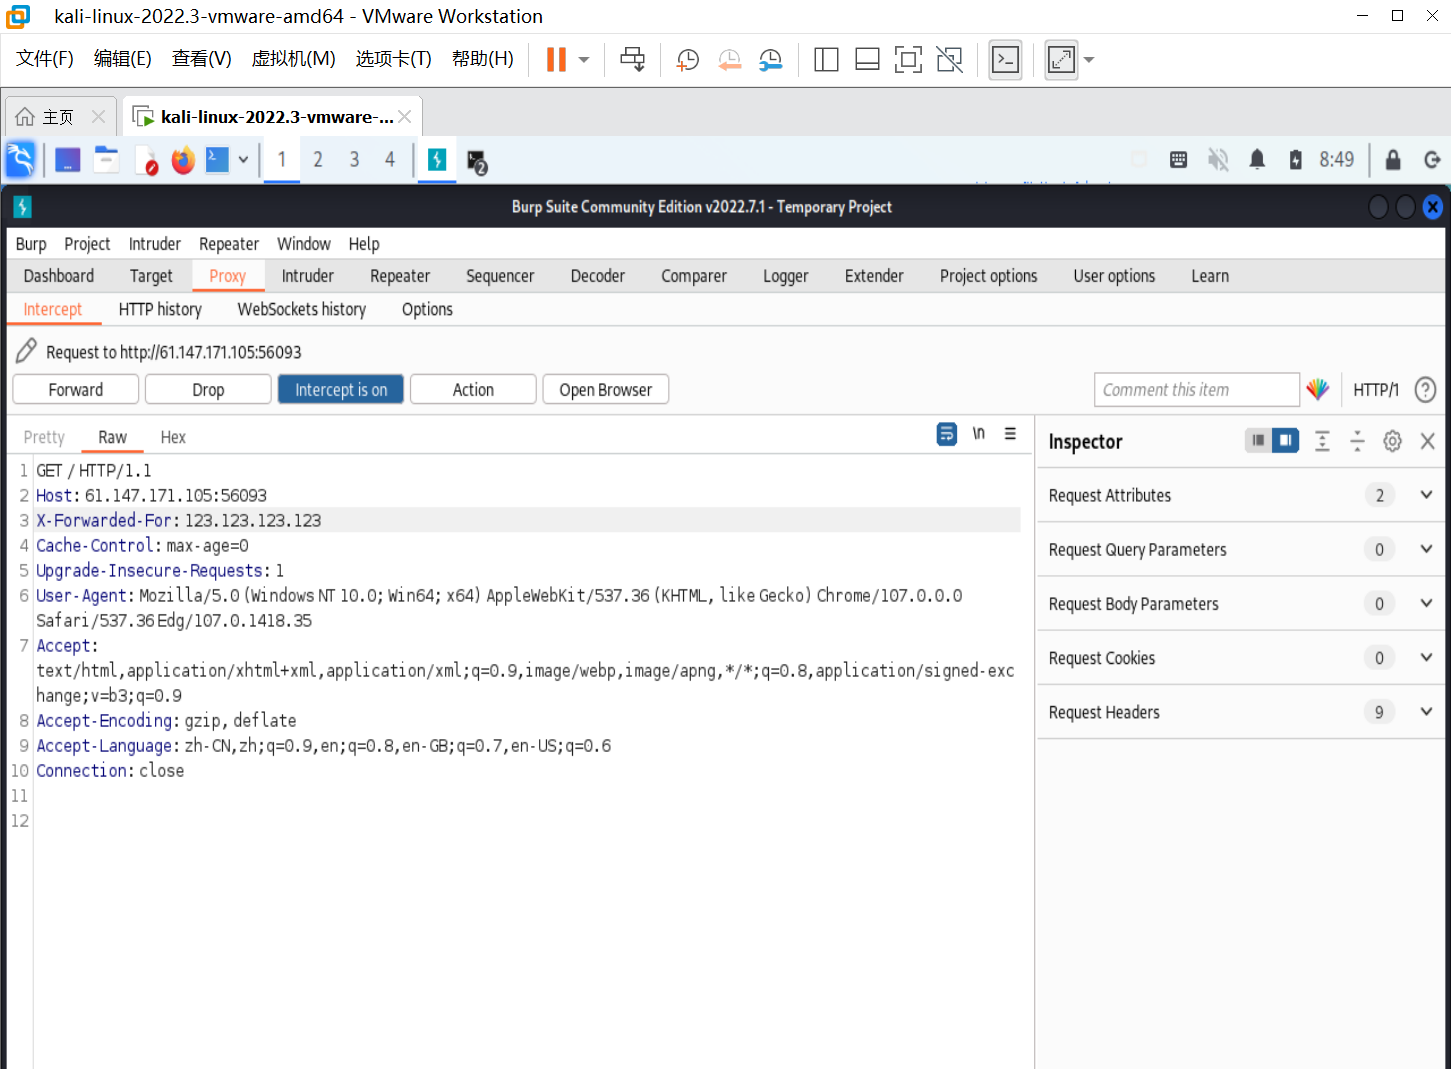 kali-linux-2022.3-vmware-amd64 - VMware Workstation
文件(F) 编辑(E) 查看(V) 虚拟机(M) 选项卡(T) 帮助(H)
主页 kali-linux-2022.3-vmware-...
1 2 3 4 2 8:49
Burp Suite Community Edition v2022.7.1 - Temporary Project
Burp Project Intruder Repeater Window Help
Dashboard Target Proxy Intruder Repeater Sequencer Decoder Comparer Logger Extender Project options User options Learn
Intercept HTTP history WebSockets history Options
Request to http://61.147.171.105:56093
Forward Drop Intercept is on Action Open Browser Comment this item HTTP/1 ?
Pretty Raw Hex \n
Inspector
1 GET / HTTP/1.1
2 Host: 61.147.171.105:56093
3 X-Forwarded-For: 123.123.123.123
4 Cache-Control: max-age=0
5 Upgrade-Insecure-Requests: 1
6 User-Agent: Mozilla/5.0 (Windows NT 10.0; Win64; x64) AppleWebKit/537.36 (KHTML, like Gecko) Chrome/107.0.0.0
Safari/537.36 Edg/107.0.1418.35
7 Accept:
text/html,application/xhtml+xml,application/xml;q=0.9,image/webp,image/apng,*/*;q=0.8,application/signed-exc
hange;v=b3;q=0.9
8 Accept-Encoding: gzip, deflate
9 Accept-Language: zh-CN,zh;q=0.9,en;q=0.8,en-GB;q=0.7,en-US;q=0.6
10 Connection: close
11
12
Request Attributes 2
Request Query Parameters 0
Request Body Parameters 0
Request Cookies 0
Request Headers 9